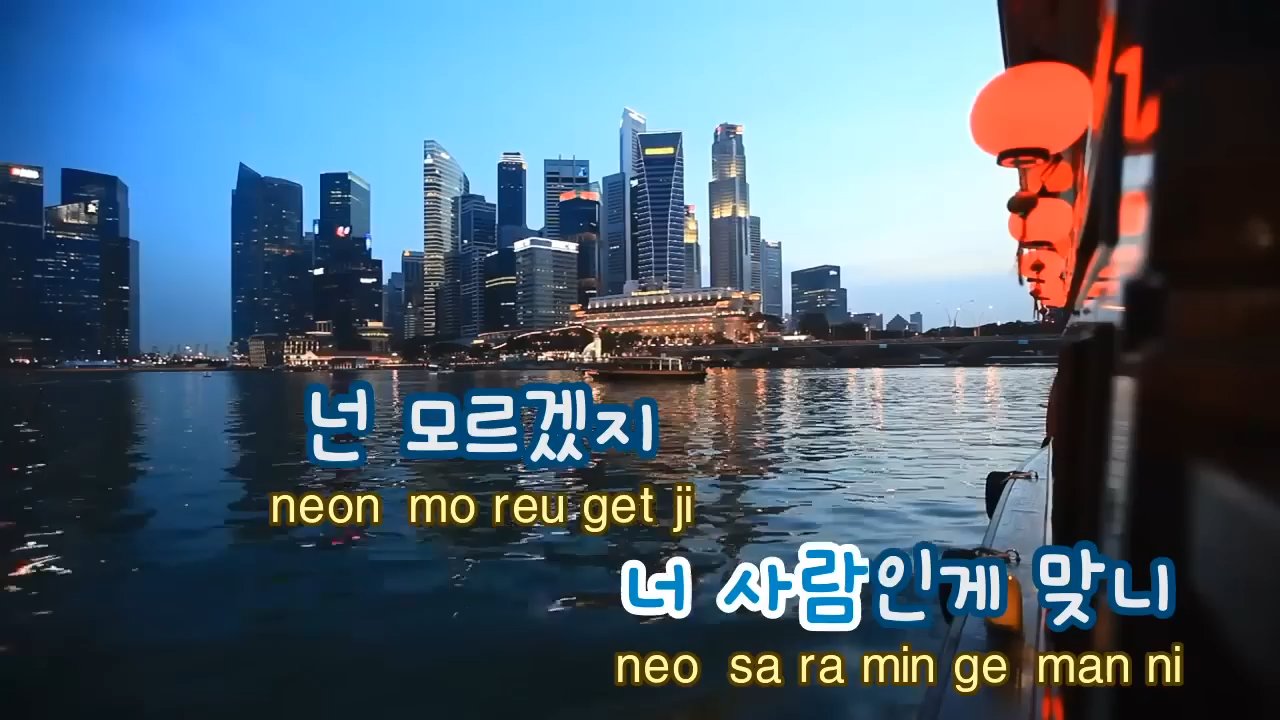 넌 모르겠지
neon mo reu get ji
너 사람인게 맞니
neo sa ra min ge man ni